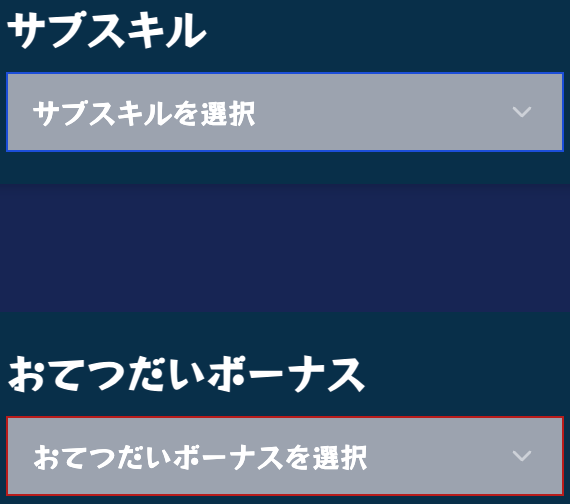 サブスキル
サブスキルを選択
おてつだいボーナス
おてつだいボーナスを選択